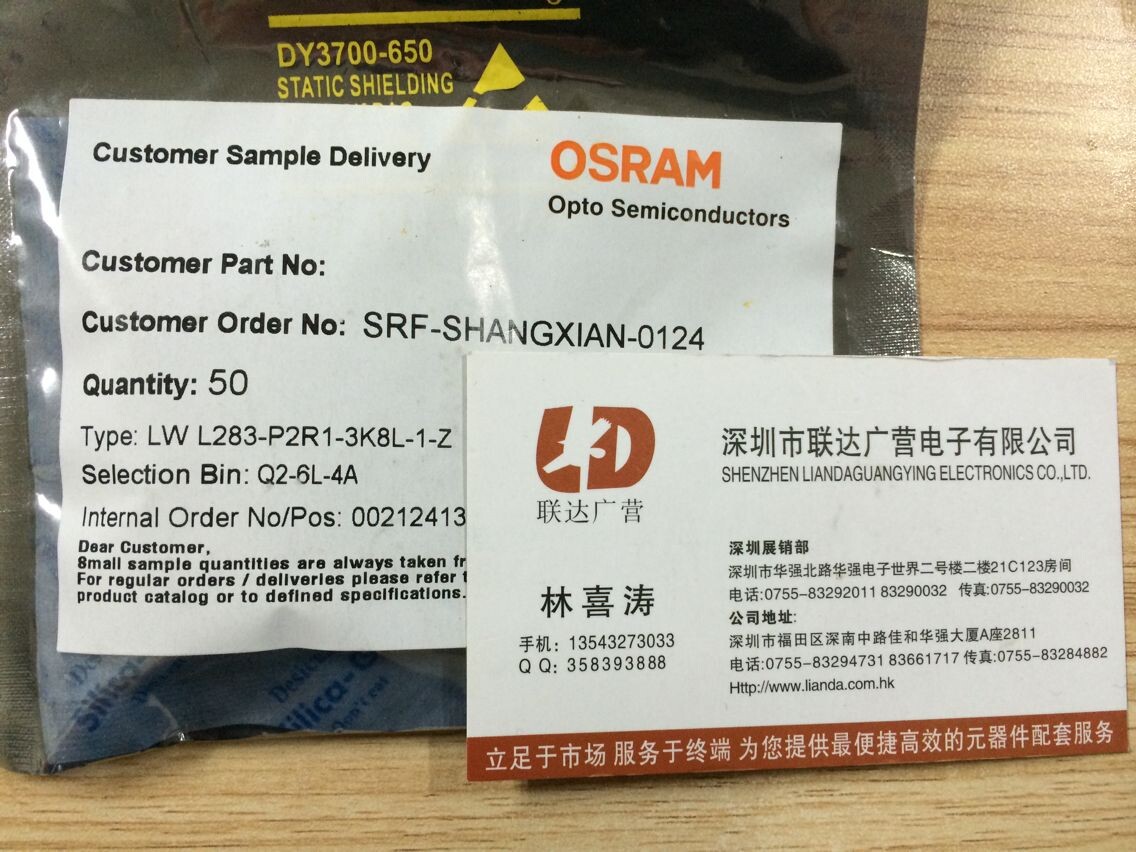 DY3700-650
STATIC SHIELDING
Customer Sample Delivery
OSRAM
Opto Semiconductors
Customer Part No:
Customer Order No: SRF-SHANGXIAN-0124
Quantity: 50
Type: LW L283-P2R1-3K8L-1-Z
Selection Bin: Q2-6L-4A
Internal Order No/Pos: 00212413
Dear Customer,
Small sample quantities are always taken
For regular orders / deliveries please refer
product catalog or to defined specifications.
LD
联达广营
深圳市联达广营电子有限公司
SHENZHEN LIANDAGUANGYING ELECTRONICS CO.,LTD.
林喜涛
手机：13543273033
QQ：358393888
深圳展销部
深圳市华强北路华强电子世界二号楼二楼21C123房间
电话:0755-83292011 83290032 传真:0755-83290032
公司地址:
深圳市福田区深南中路佳和华强大厦A座2811
电话:0755-83294731 83661717 传真:0755-83284882
Http://www.lianda.com.hk
立足于市场 服务于终端 为您提供最便捷高效的元器件配套服务